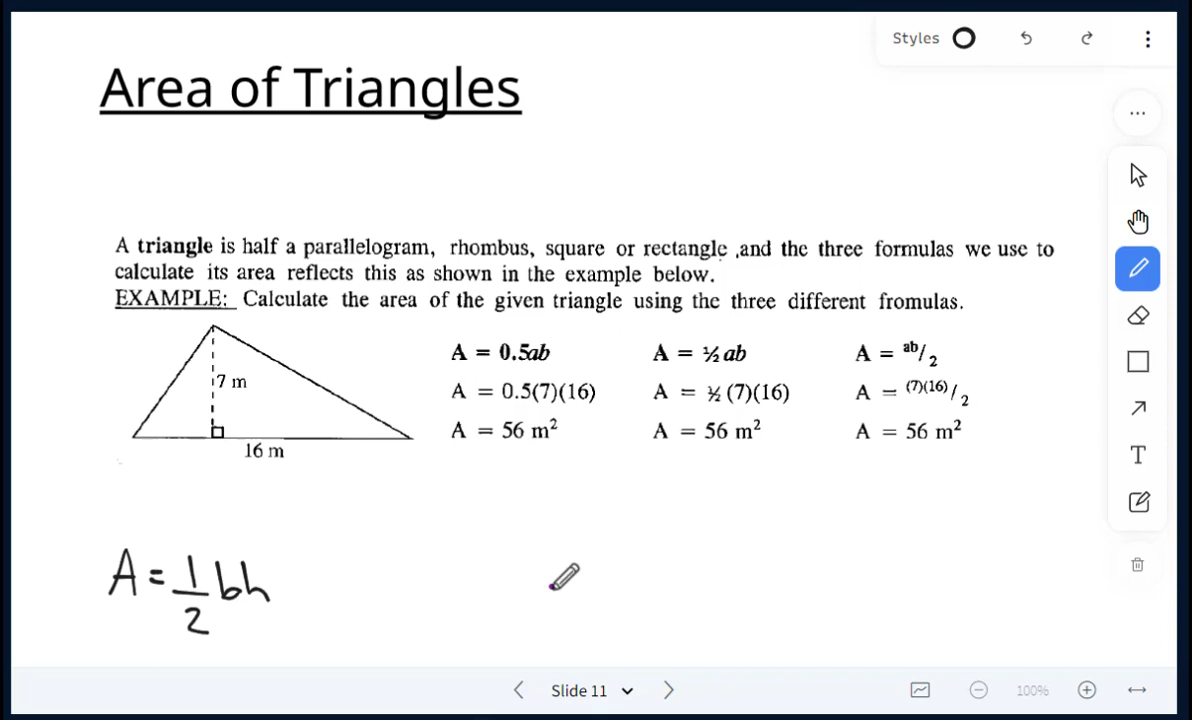 Styles
Area of Triangles
A triangle is half a parallelogram, rhombus, square or rectangle ,and the three formulas we use to
calculate its area reflects this as shown in the example below.
EXAMPLE: Calculate the area of the given triangle using the three different fromulas.
7 m
16 m
A = 0.5ab
A = 0.5(7)(16)
A = 56 m²
A = ½ ab
A = ½ (7)(16)
A = 56 m²
A = ab/2
A = (7)(16)/2
A = 56 m²
A = 1/2 bh
T
Slide 11
100%